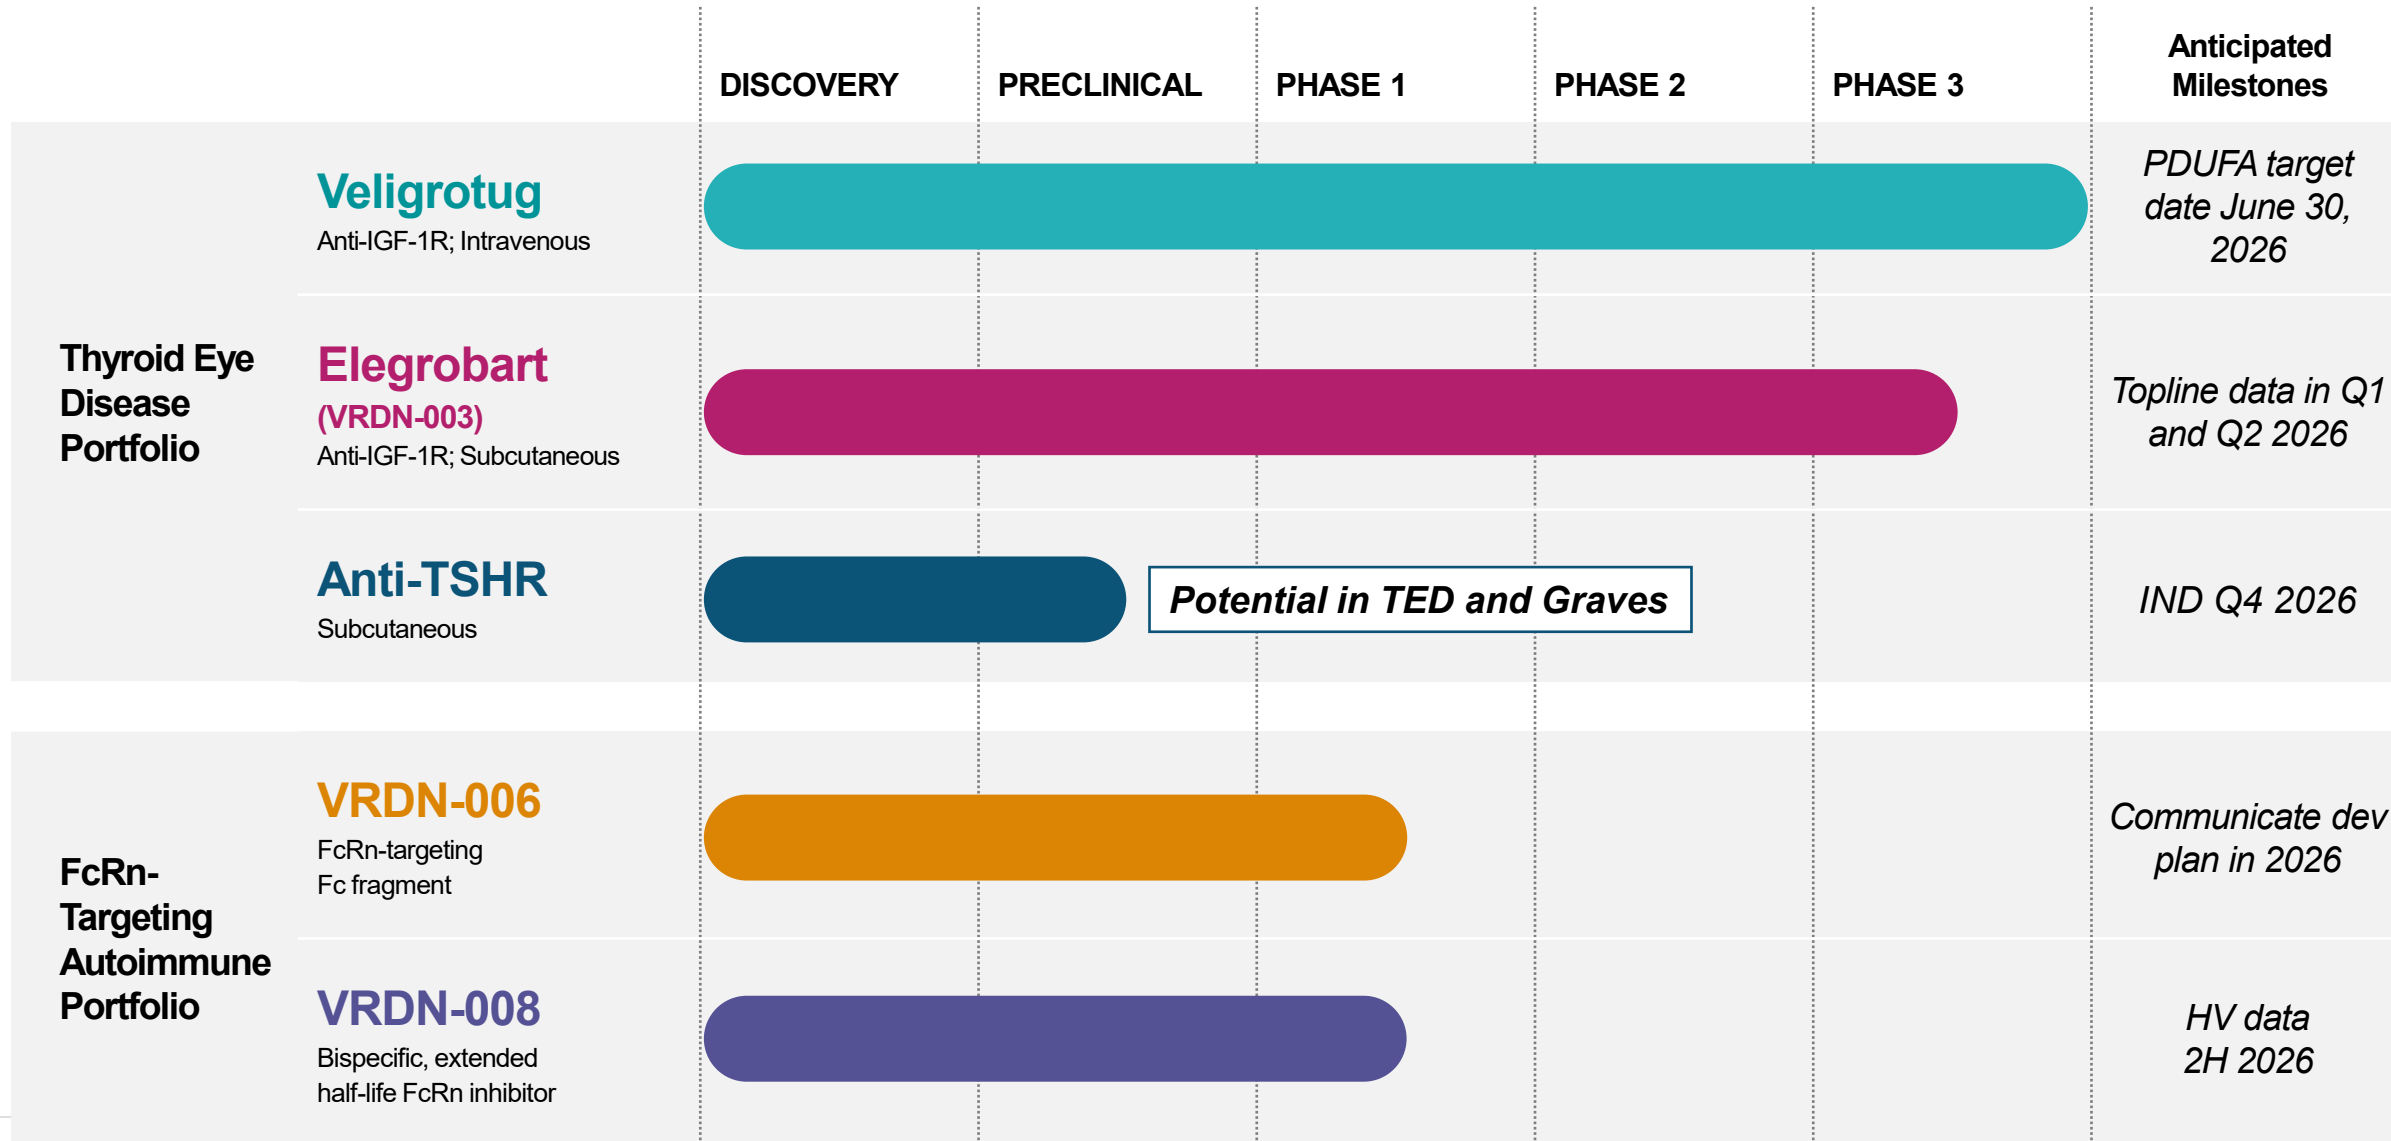 DISCOVERY
PRECLINICAL
PHASE 1
PHASE 2
PHASE 3
Anticipated
Milestones
Thyroid Eye
Disease
Portfolio
Veligrotug
Anti-IGF-1R; Intravenous
PDUFA target
date June 30,
2026
Elegrobart
(VRDN-003)
Anti-IGF-1R; Subcutaneous
Topline data in Q1
and Q2 2026
Anti-TSHR
Subcutaneous
Potential in TED and Graves
IND Q4 2026
FcRn-
Targeting
Autoimmune
Portfolio
VRDN-006
FcRn-targeting
Fc fragment
Communicate dev
plan in 2026
VRDN-008
Bispecific, extended
half-life FcRn inhibitor
HV data
2H 2026